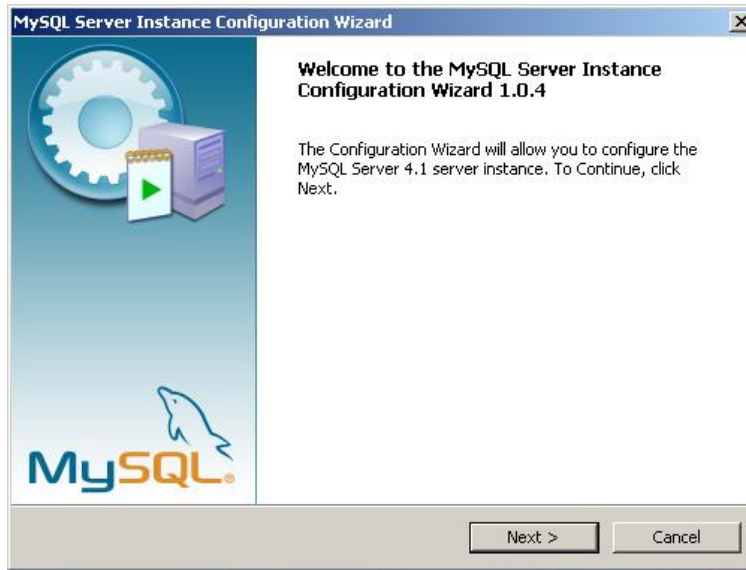 MySQL Server Instance Configuration Wizard
Welcome to the MySQL Server Instance
Configuration Wizard 1.0.4
The Configuration Wizard will allow you to configure the
MySQL Server 4.1 server instance. To Continue, click
Next.
MySQL®
Next >
Cancel